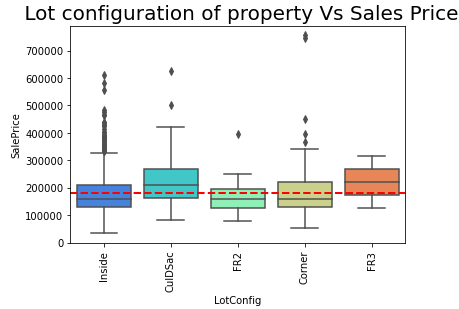 Lot configuration of property Vs Sales Price
700000
600000
500000
400000
300000
200000
100000
0
SalePrice
Inside
CulDSac
FR2
Corner
FR3
LotConfig